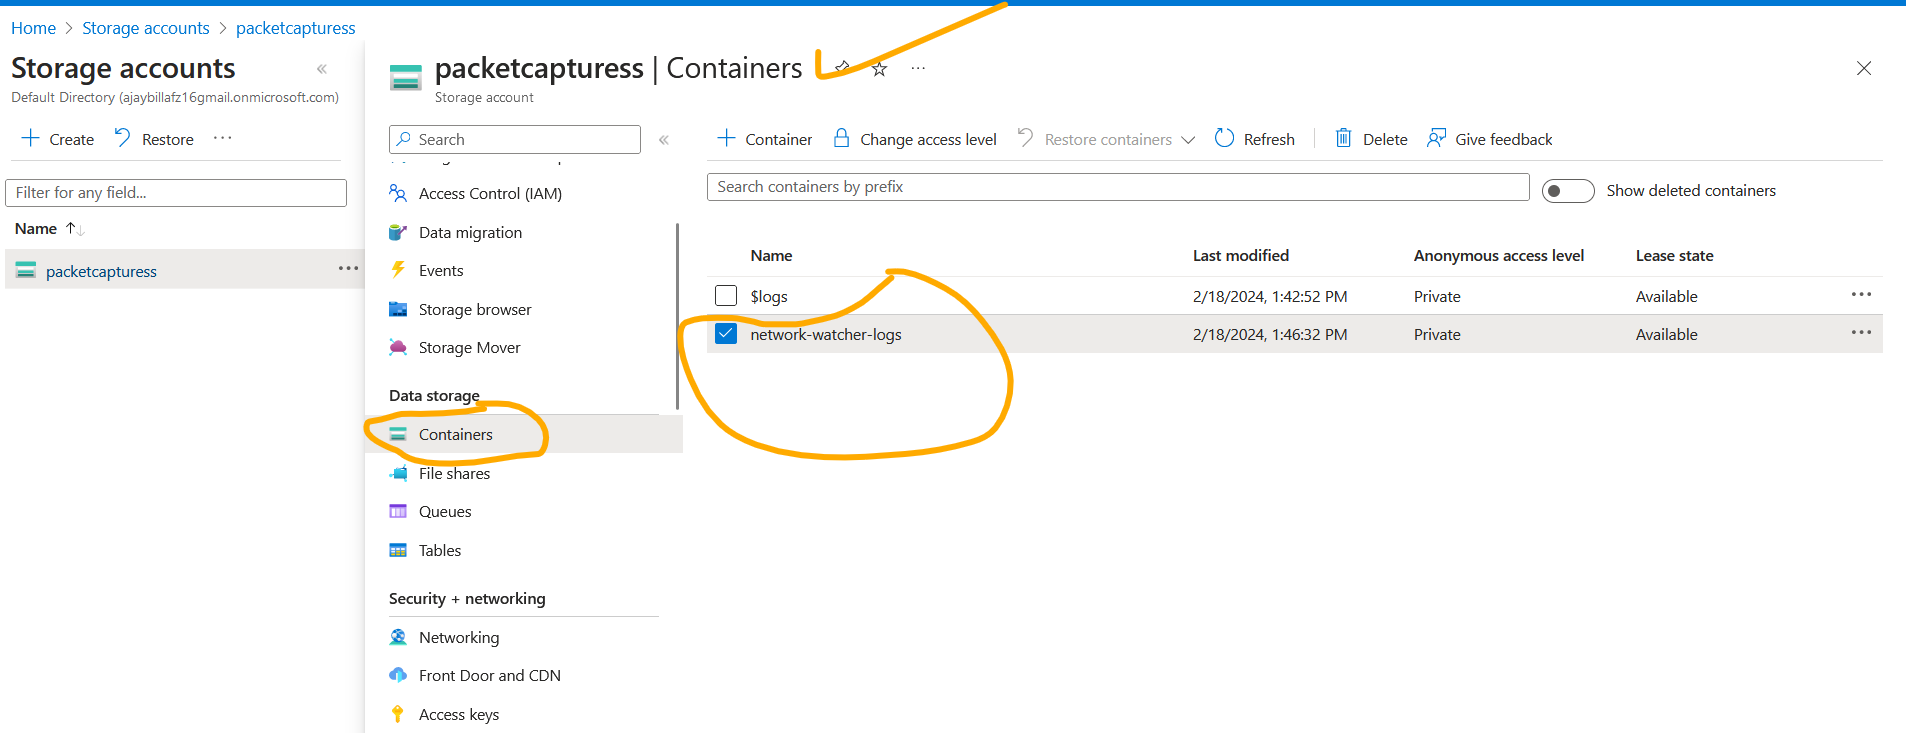 Home > Storage accounts > packetcapturess
Storage accounts «
Default Directory (ajaybillafz16gmail.onmicrosoft.com)
+ Create Restore ...
Filter for any field...
Name ↑↓
packetcapturess ...
packetcapturess | Containers ...
Storage account
Search «
Access Control (IAM)
Data migration
Events
Storage browser
Storage Mover
Data storage
Containers
File shares
Queues
Tables
Security + networking
Networking
Front Door and CDN
Access keys
+ Container Change access level Restore containers Refresh Delete Give feedback
Search containers by prefix
Show deleted containers
Name Last modified Anonymous access level Lease state
$logs 2/18/2024, 1:42:52 PM Private Available ...
network-watcher-logs 2/18/2024, 1:46:32 PM Private Available ...